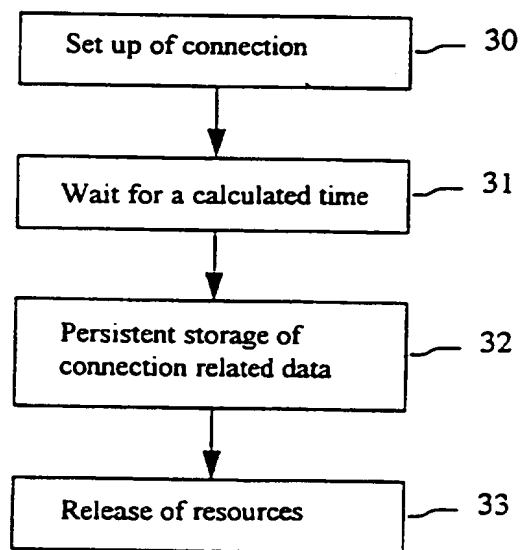 Set up of connection
30
Wait for a calculated time
31
Persistent storage of
connection related data
32
Release of resources
33